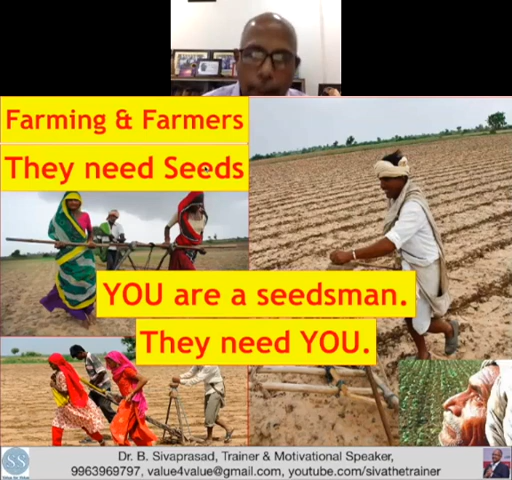 Farming & Farmers
They need Seeds
YOU are a seedsman.
They need YOU.
Dr. B. Sivaprasad, Trainer & Motivational Speaker,
9963969797, value4value@gmail.com, youtube.com/sivathetrainer
SS